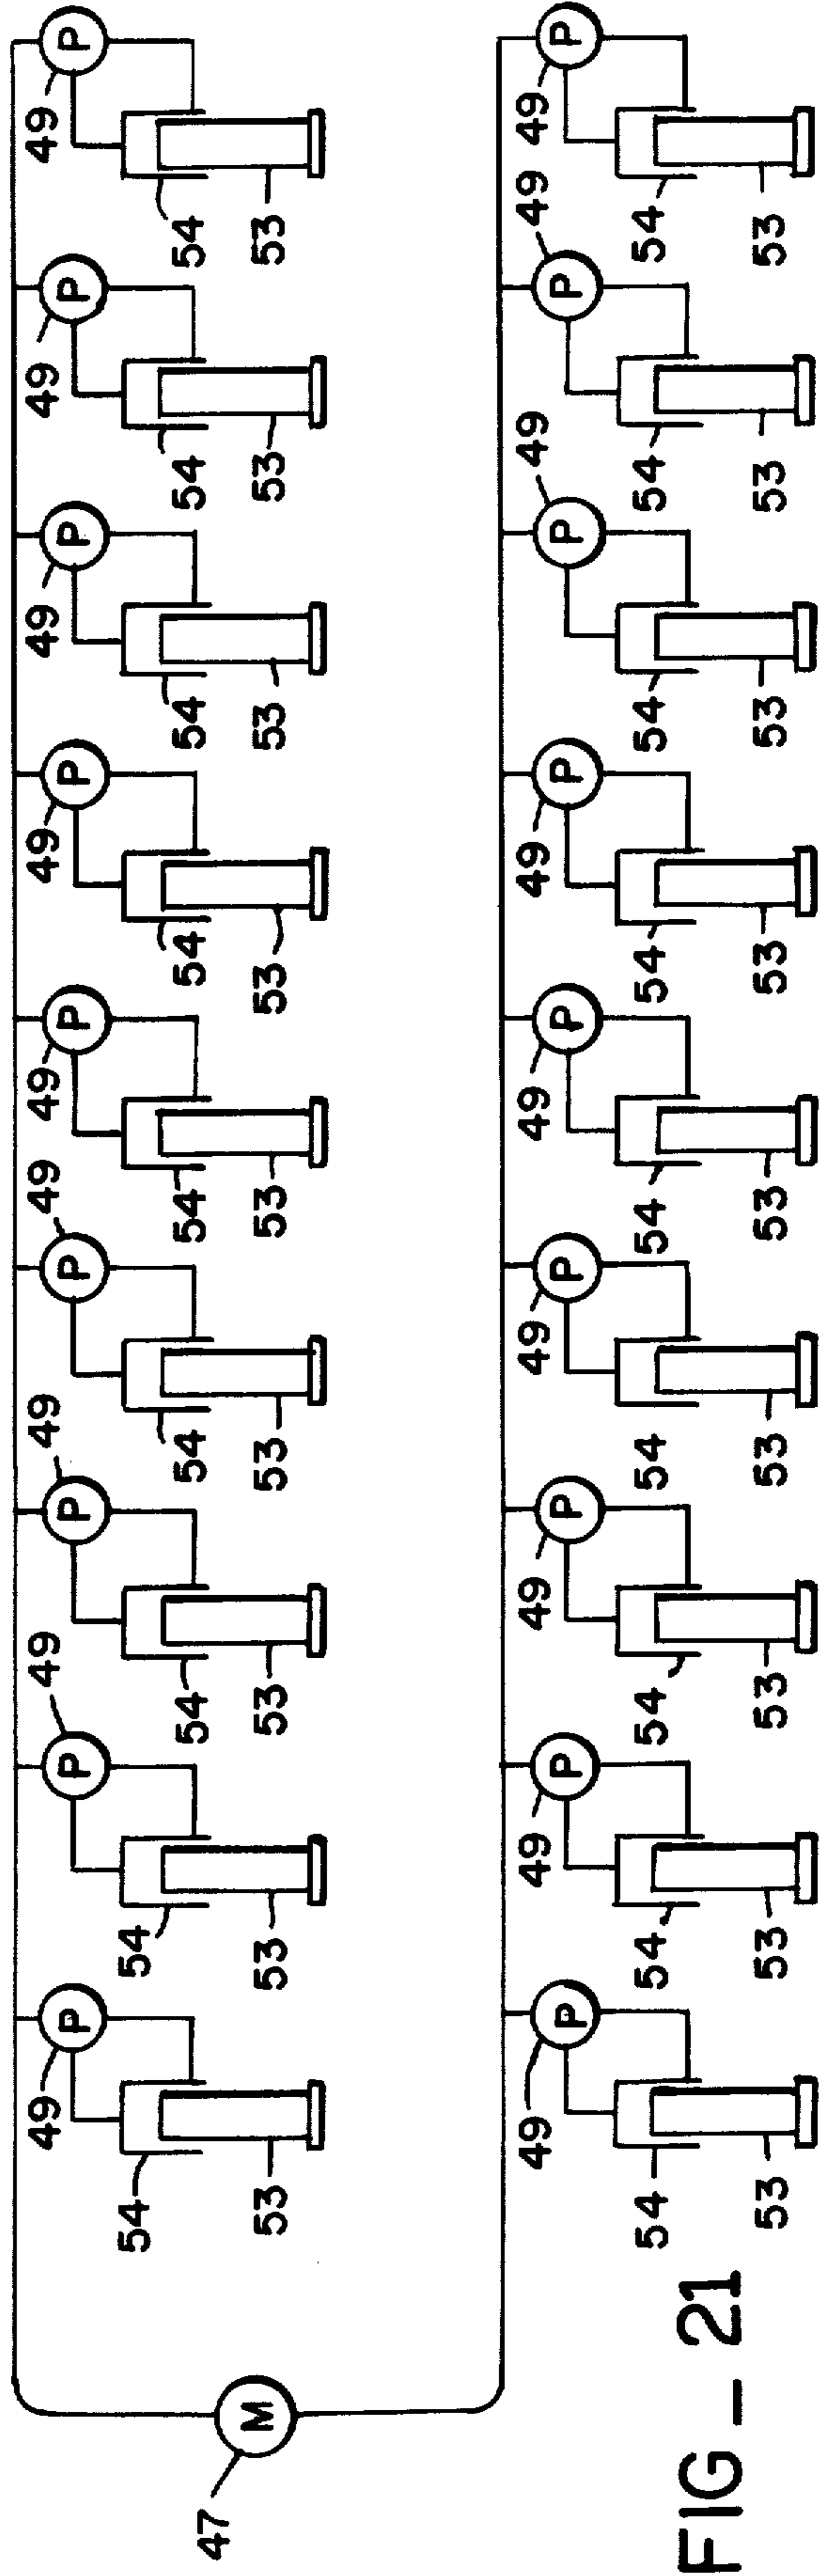 49 P P 49 P 49 P 49 49 P 49 P 49 P 49 P 49 P
54 54 54 54 54 54 54 54 54
53 53 53 53 53 53 53 53 53
47 M
49 P 49 P 49 P 49 P 49 P 49 P P 49 P 49 49 P
54 54 54 54 54 54 54 54 54
53 53 53 53 53 53 53 53 53
FIG – 21